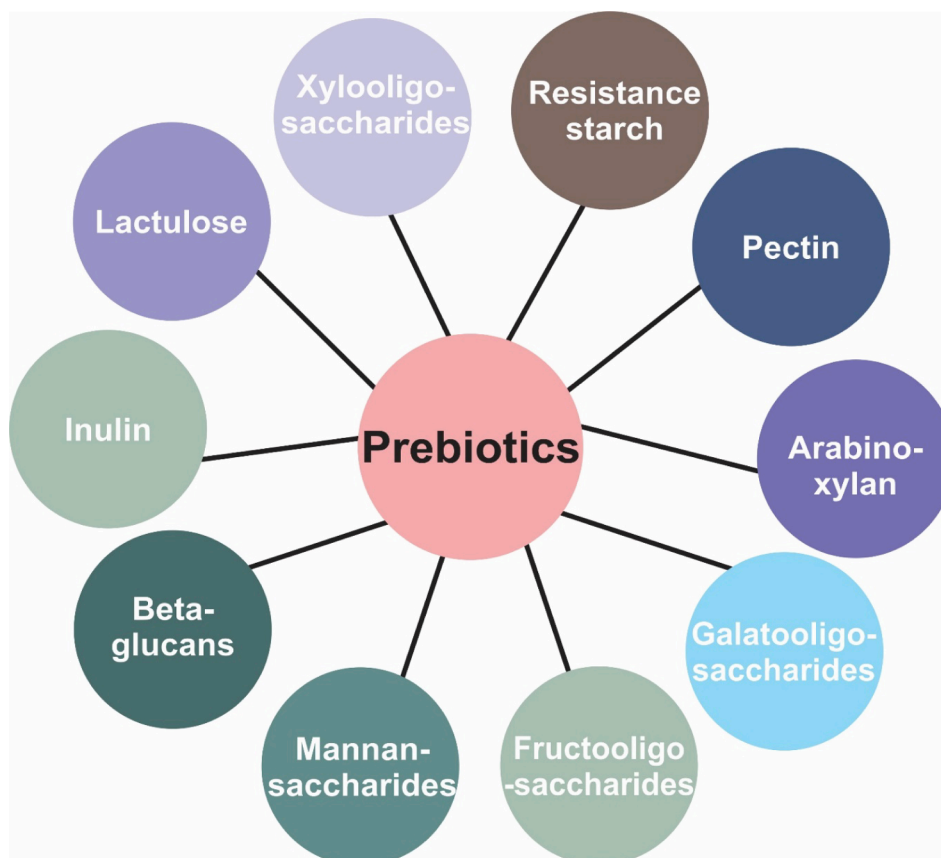 Xylooligo-
saccharides
Resistance
starch
Lactulose
Pectin
Inulin
Prebiotics
Arabino-
xylan
Beta-
glucans
Galatooligo-
saccharides
Mannan-
saccharides
Fructooligo
-saccharides